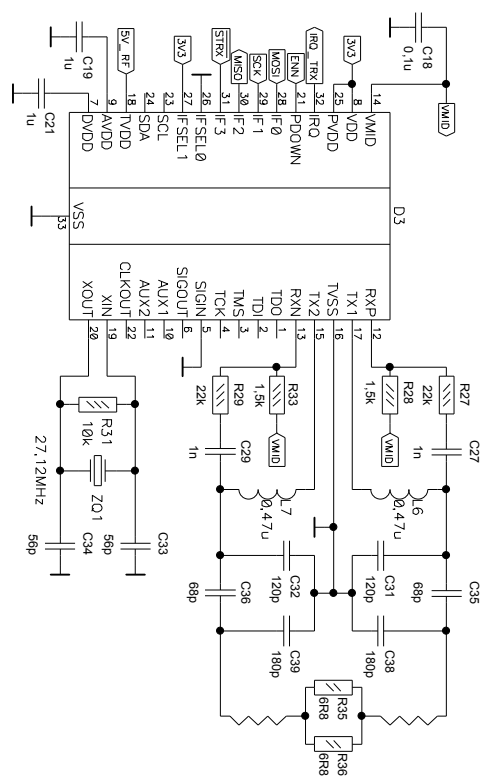 C18
0,1u
VMID
3V3
IRQ_TRX
ENN
MOSI
SCK
MISO
STRX
3V3
5V_RF
C19
1u
C21
1u
14
8
25
32
21
28
29
30
31
26
27
23
24
18
9
7
VMID
VDD
PVDD
IRQ
PDOWN
IF0
IF1
IF2
IF3
IFSEL0
IFSEL1
SCL
SDA
TVDD
AVDD
DVDD
D3
VSS
33
RXP
TX1
TVSS
TX2
RXN
TDO
TDI
TMS
TCK
SIGIN
SIGOUT
AUX1
AUX2
CLKOUT
XIN
XOUT
12
17
16
15
13
1
2
3
4
5
6
10
11
22
19
20
R27
22k
R28
1,5k
VMID
C27
1n
L6
0,47u
R33
1,5k
VMID
R29
22k
C29
1n
L7
0,47u
C35
68p
C31
120p
C38
180p
C32
120p
C39
180p
C36
68p
R35
6R8
R36
6R8
R31
10k
ZQ1
27,12MHz
C33
56p
C34
56p